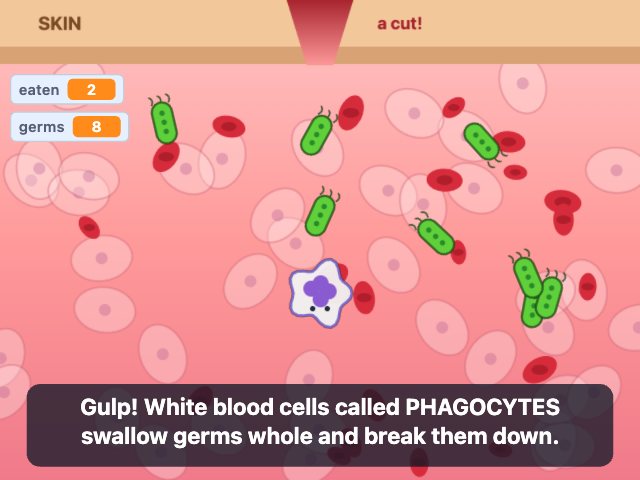 SKIN
a cut!
eaten 2
germs 8
Gulp! White blood cells called PHAGOCYTES
swallow germs whole and break them down.